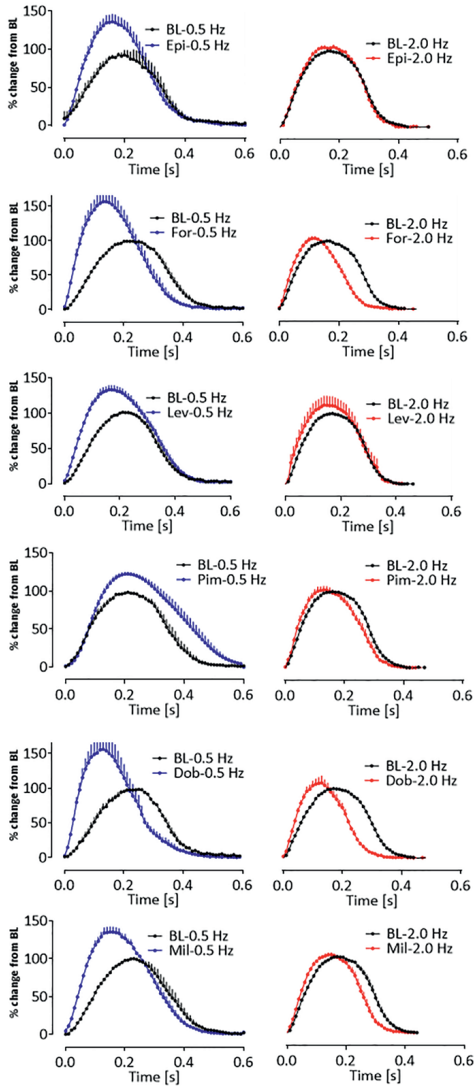 150
100
50
0
% change from BL
BL-0.5 Hz
Epi-0.5 Hz
0.0 0.2 0.4 0.6
Time [s]
BL-2.0 Hz
Epi-2.0 Hz
0.0 0.2 0.4 0.6
Time [s]
150
100
50
0
% change from BL
BL-0.5 Hz
For-0.5 Hz
0.0 0.2 0.4 0.6
Time [s]
BL-2.0 Hz
For-2.0 Hz
0.0 0.2 0.4 0.6
Time [s]
150
100
50
0
% change from BL
BL-0.5 Hz
Lev-0.5 Hz
0.0 0.2 0.4 0.6
Time [s]
BL-2.0 Hz
Lev-2.0 Hz
0.0 0.2 0.4 0.6
Time [s]
150
100
50
0
% change from BL
BL-0.5 Hz
Pim-0.5 Hz
0.0 0.2 0.4 0.6
Time [s]
BL-2.0 Hz
Pim-2.0 Hz
0.0 0.2 0.4 0.6
Time [s]
150
100
50
0
% change from BL
BL-0.5 Hz
Dob-0.5 Hz
0.0 0.2 0.4 0.6
Time [s]
BL-2.0 Hz
Dob-2.0 Hz
0.0 0.2 0.4 0.6
Time [s]
150
100
50
0
% change from BL
BL-0.5 Hz
Mil-0.5 Hz
0.0 0.2 0.4 0.6
Time [s]
BL-2.0 Hz
Mil-2.0 Hz
0.0 0.2 0.4 0.6
Time [s]